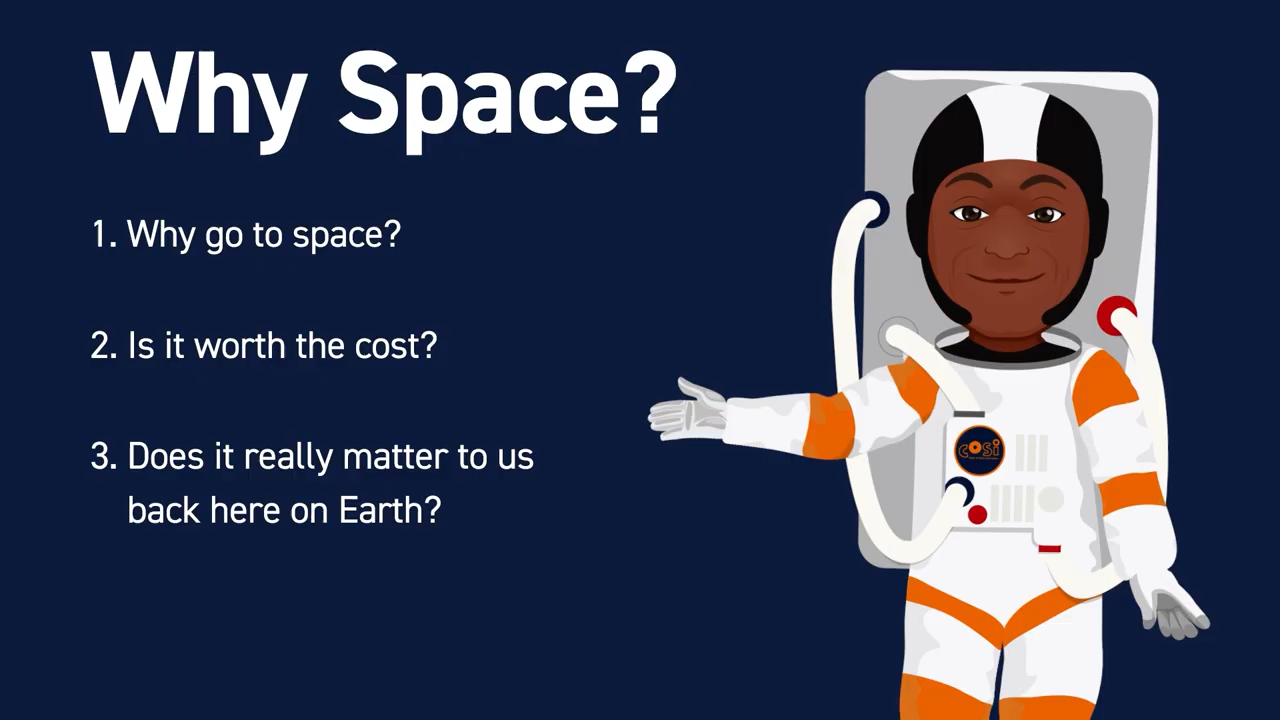 Why Space?
1. Why go to space?
2. Is it worth the cost?
3. Does it really matter to us
back here on Earth?
cosi